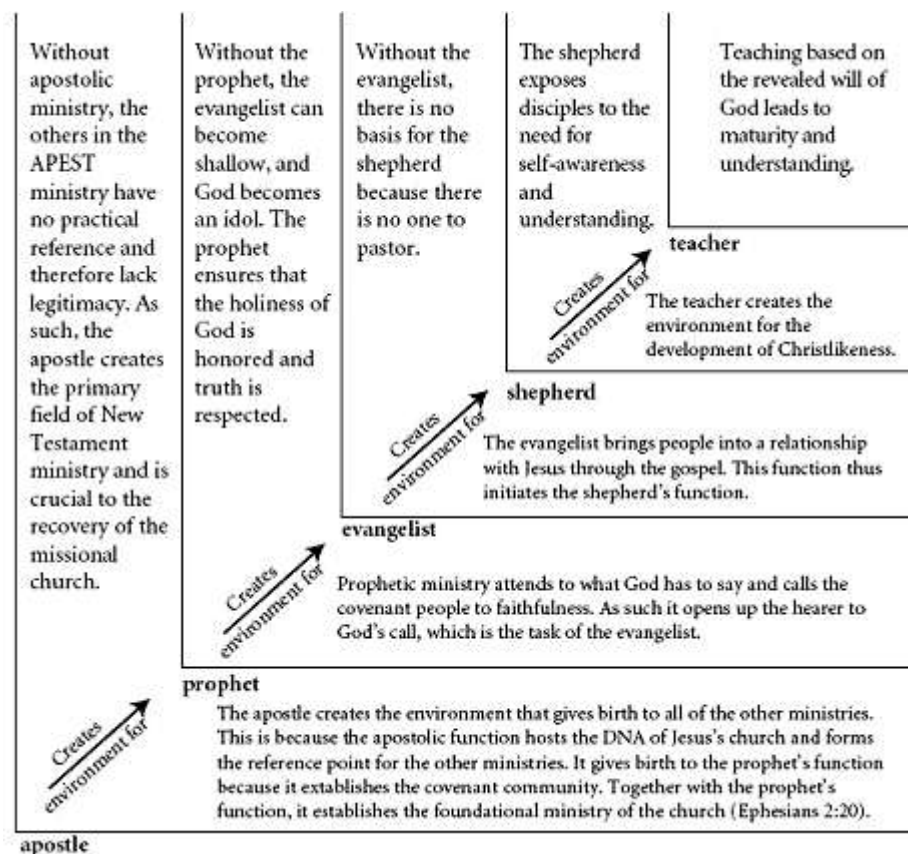 Without
apostolic
ministry, the
others in the
APEST
ministry have
no practical
reference and
therefore lack
legitimacy. As
such, the
apostle creates
the primary
field of New
Testament
ministry and is
crucial to the
recovery of the
missional
church.
Without the
prophet, the
evangelist can
become
shallow, and
God becomes
an idol. The
prophet
ensures that
the holiness of
God is
honored and
truth is
respected.
Without the
evangelist,
there is no
basis for the
shepherd
because there
is no one to
pastor.
The shepherd
exposes
disciples to the
need for
self-awareness
and
understanding.
Teaching based on
the revealed will of
God leads to
maturity and
understanding.
teacher
Creates
environment for
The teacher creates the
environment for the
development of Christlikeness.
shepherd
Creates
environment for
The evangelist brings people into a relationship
with Jesus through the gospel. This function thus
initiates the shepherd's function.
evangelist
Creates
environment for
Prophetic ministry attends to what God has to say and calls the
covenant people to faithfulness. As such it opens up the hearer to
God's call, which is the task of the evangelist.
prophet
Creates
environment for
The apostle creates the environment that gives birth to all of the other ministries.
This is because the apostolic function hosts the DNA of Jesus's church and forms
the reference point for the other ministries. It gives birth to the prophet's function
because it extablishes the covenant community. Together with the prophet's
function, it establishes the foundational ministry of the church (Ephesians 2:20).
apostle